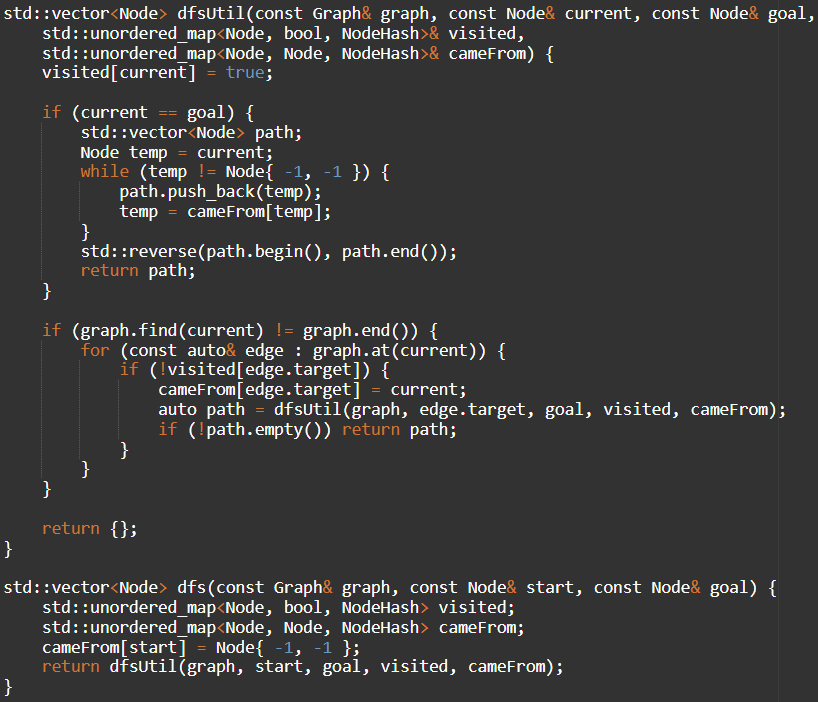 std::vector<Node> dfsUtil(const Graph& graph, const Node& current, const Node& goal,
    std::unordered_map<Node, bool, NodeHash>& visited,
    std::unordered_map<Node, Node, NodeHash>& cameFrom) {
    visited[current] = true;

    if (current == goal) {
        std::vector<Node> path;
        Node temp = current;
        while (temp != Node{ -1, -1 }) {
            path.push_back(temp);
            temp = cameFrom[temp];
        }
        std::reverse(path.begin(), path.end());
        return path;
    }

    if (graph.find(current) != graph.end()) {
        for (const auto& edge : graph.at(current)) {
            if (!visited[edge.target]) {
                cameFrom[edge.target] = current;
                auto path = dfsUtil(graph, edge.target, goal, visited, cameFrom);
                if (!path.empty()) return path;
            }
        }
    }

    return {};
}

std::vector<Node> dfs(const Graph& graph, const Node& start, const Node& goal) {
    std::unordered_map<Node, bool, NodeHash> visited;
    std::unordered_map<Node, Node, NodeHash> cameFrom;
    cameFrom[start] = Node{ -1, -1 };
    return dfsUtil(graph, start, goal, visited, cameFrom);
}